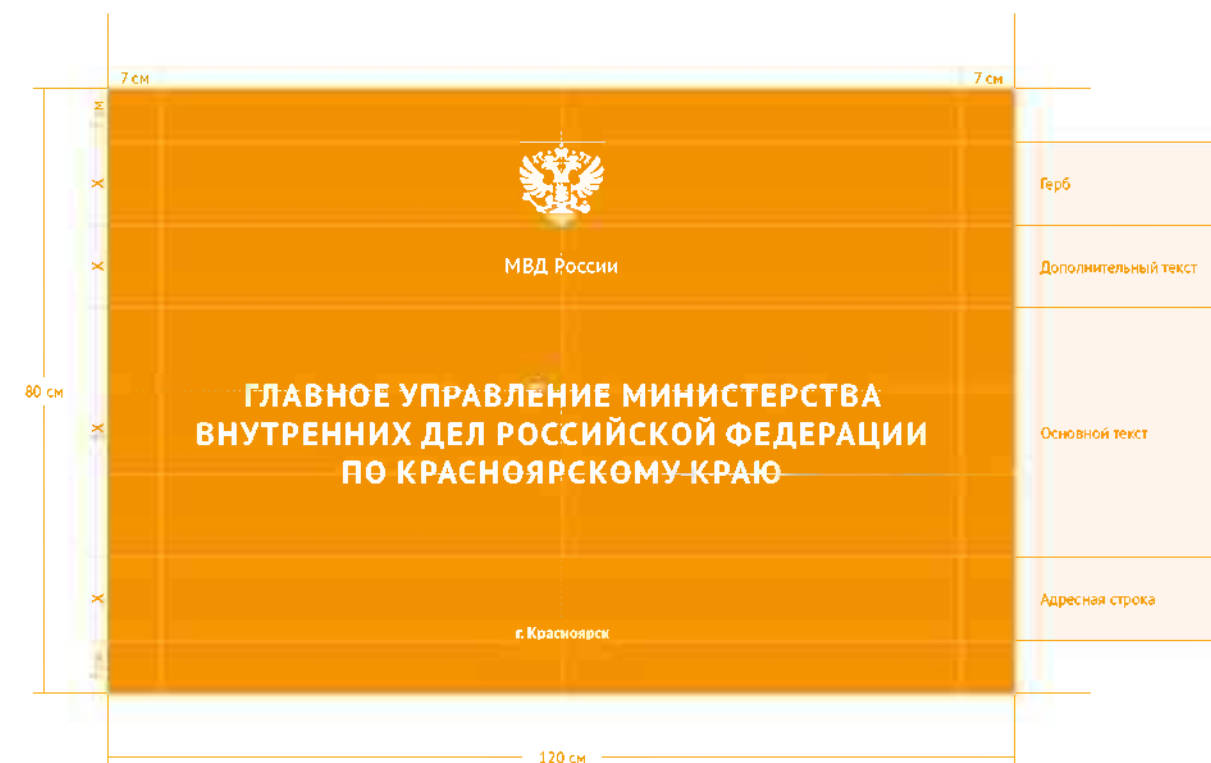 7 см
7 см
X
Герб
X
МВД России
Дополнительный текст
80 см
ГЛАВНОЕ УПРАВЛЕНИЕ МИНИСТЕРСТВА
ВНУТРЕННИХ ДЕЛ РОССИЙСКОЙ ФЕДЕРАЦИИ
ПО КРАСНОЯРСКОМУ КРАЮ
X
Основной текст
X
Адресная строка
г. Красноярск
120 см